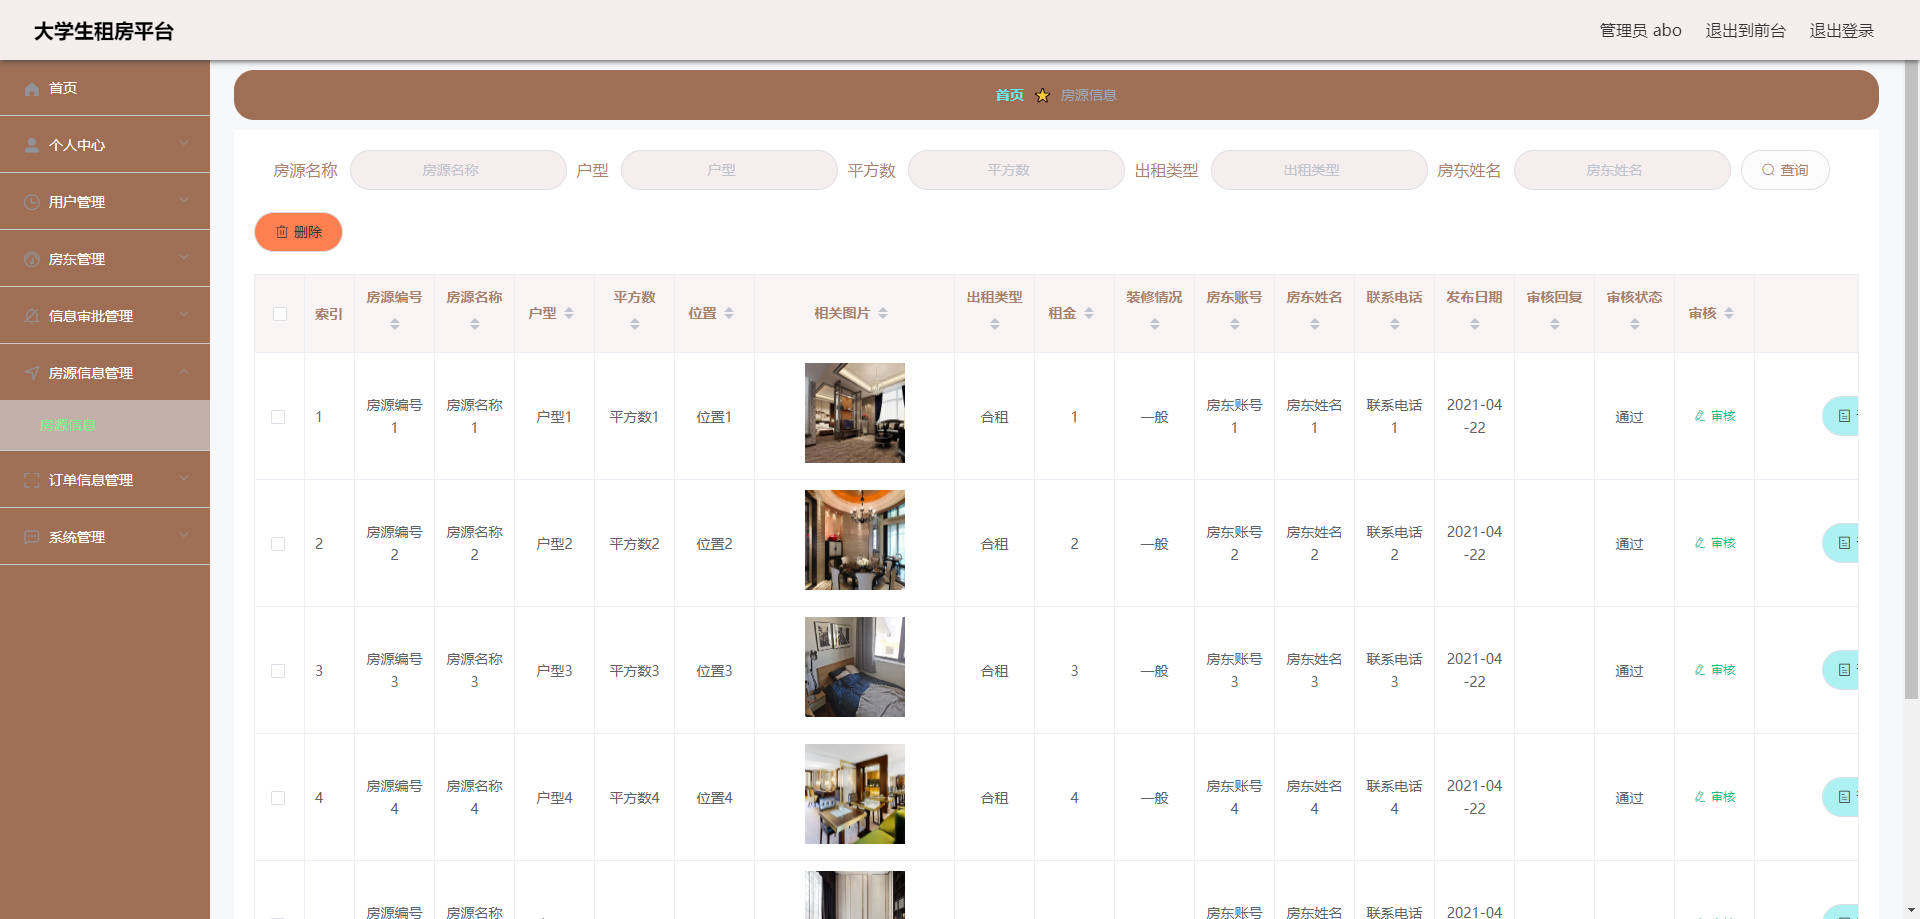 大学生租房平台
管理员 abo 退出到前台 退出登录
首页
个人中心
用户管理
房东管理
信息审批管理
房源信息管理
房源信息
订单信息管理
系统管理
首页 房源信息
房源名称 房源名称 户型 户型 平方数 平方数 出租类型 出租类型 房东姓名 房东姓名 查询
删除
索引 房源编号 房源名称 户型 平方数 位置 相关图片 出租类型 租金 装修情况 房东账号 房东姓名 联系电话 发布日期 审核回复 审核状态 审核
1 房源编号1 房源名称1 户型1 平方数1 位置1 合租 1 一般 房东账号1 房东姓名1 联系电话1 2021-04-22 通过 审核
2 房源编号2 房源名称2 户型2 平方数2 位置2 合租 2 一般 房东账号2 房东姓名2 联系电话2 2021-04-22 通过 审核
3 房源编号3 房源名称3 户型3 平方数3 位置3 合租 3 一般 房东账号3 房东姓名3 联系电话3 2021-04-22 通过 审核
4 房源编号4 房源名称4 户型4 平方数4 位置4 合租 4 一般 房东账号4 房东姓名4 联系电话4 2021-04-22 通过 审核
房源编号 房源名称 房东账号 房东姓名 联系电话 2021-04